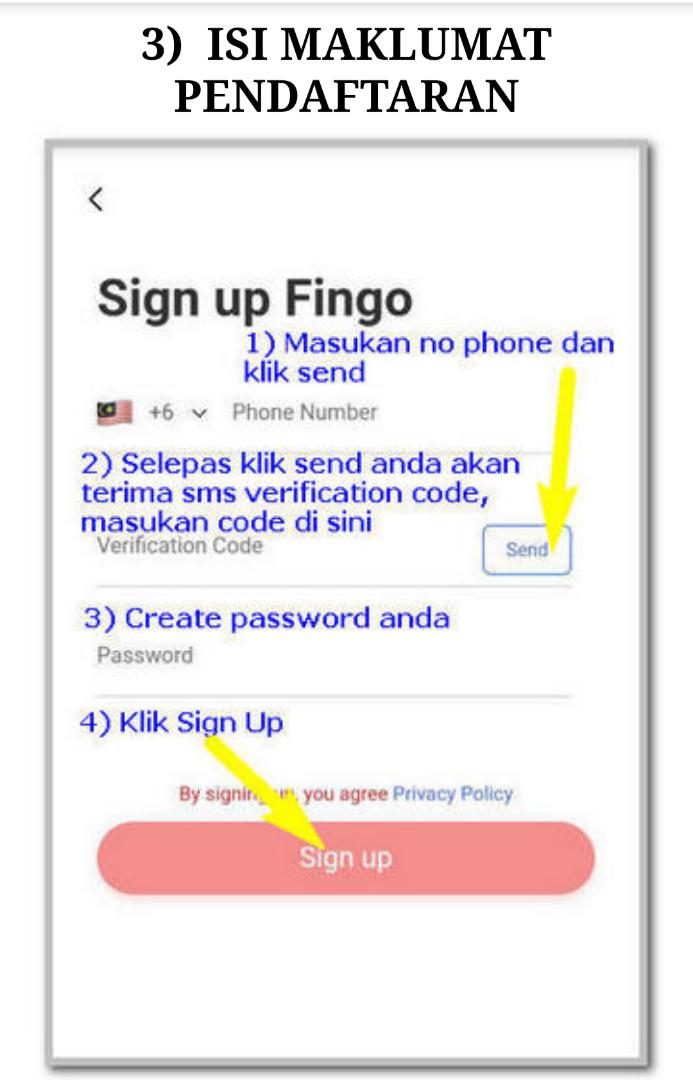 3) ISI MAKLUMAT
PENDAFTARAN
Sign up Fingo
1) Masukan no phone dan
klik send
+6 Phone Number
2) Selepas klik send anda akan
terima sms verification code,
masukan code di sini
Verification Code
Send
3) Create password anda
Password
4) Klik Sign Up
By signing up, you agree Privacy Policy
Sign up